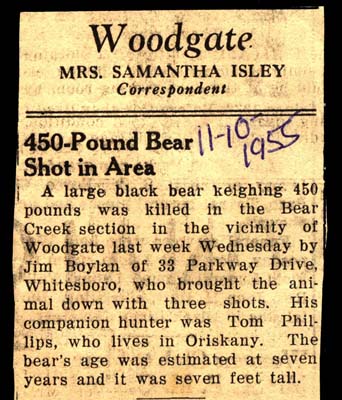 Woodgate
MRS. SAMANTHA ISLEY
Correspondent
450-Pound Bear
Shot in Area
11-10
1955
A large black bear keighing 450
pounds was killed in the Bear
Creek section in the vicinity of
Woodgate last week Wednesday by
Jim Boylan of 33 Parkway Drive,
Whitesboro, who brought the ani-
mal down with three shots. His
companion hunter was Tom Phil-
lips, who lives in Oriskany. The
bear's age was estimated at seven
years and it was seven feet tall.